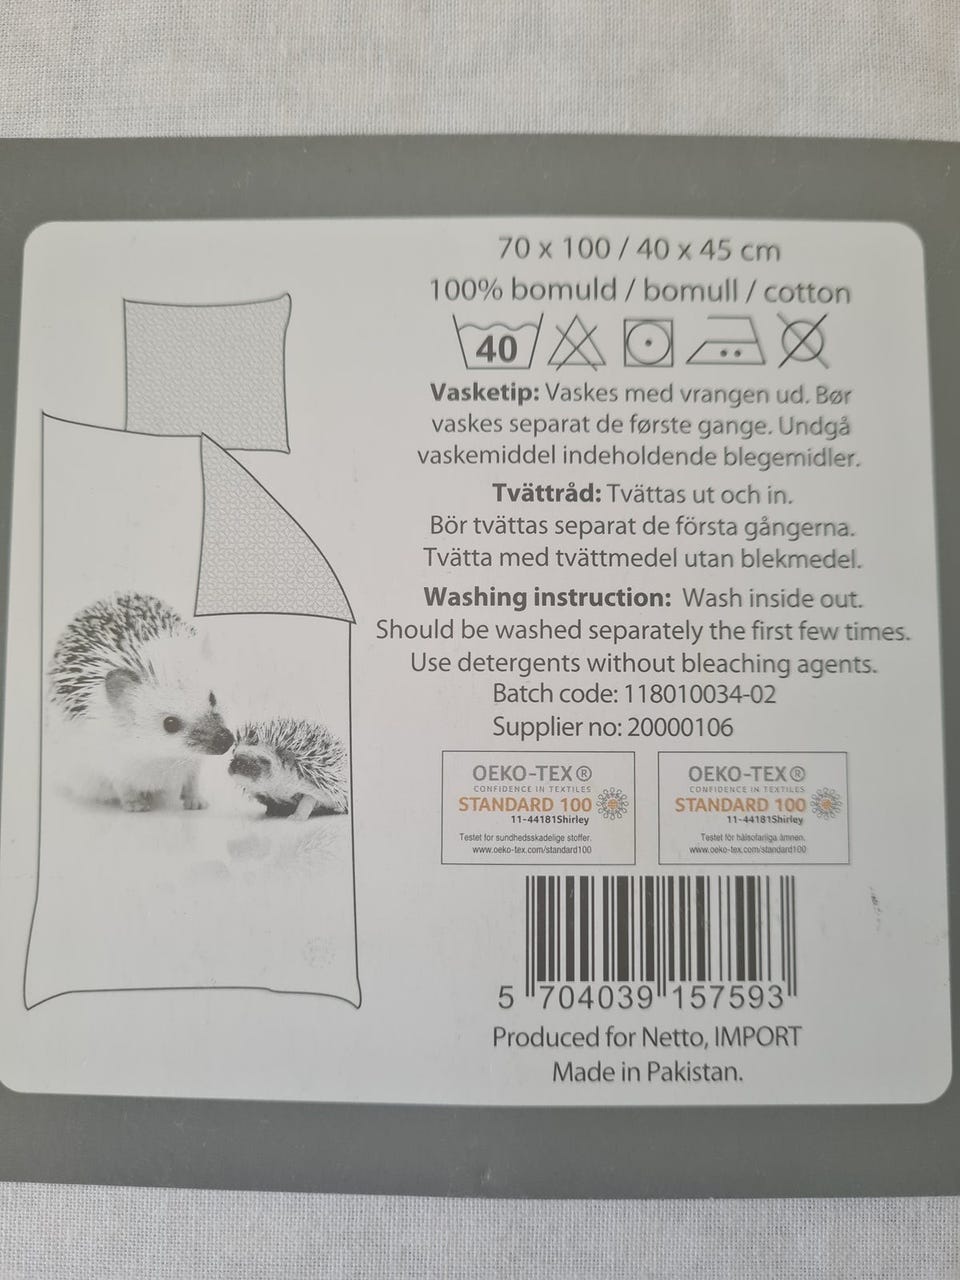 70 x 100 / 40 x 45 cm
100% bomuld / bomull / cotton
40
Vasketip: Vaskes med vrangen ud. Bør
vaskes separat de første gange. Undgå
vaskemiddel indeholdende blegemidler.
Tvättråd: Tvättas ut och in.
Bör tvättas separat de första gångerna.
Tvätta med tvättmedel utan blekmedel.
Washing instruction: Wash inside out.
Should be washed separately the first few times.
Use detergents without bleaching agents.
Batch code: 118010034-02
Supplier no: 20000106
OEKO-TEX®
CONFIDENCE IN TEXTILES
STANDARD 100
11-44181Shirley
Testet for sundhedsskadelige stoffer.
www.oeko-tex.com/standard100
OEKO-TEX®
CONFIDENCE IN TEXTILES
STANDARD 100
11-44181Shirley
Testet för hälsofarliga ämnen.
www.oeko-tex.com/standard100
5 704039 157593
Produced for Netto, IMPORT
Made in Pakistan.